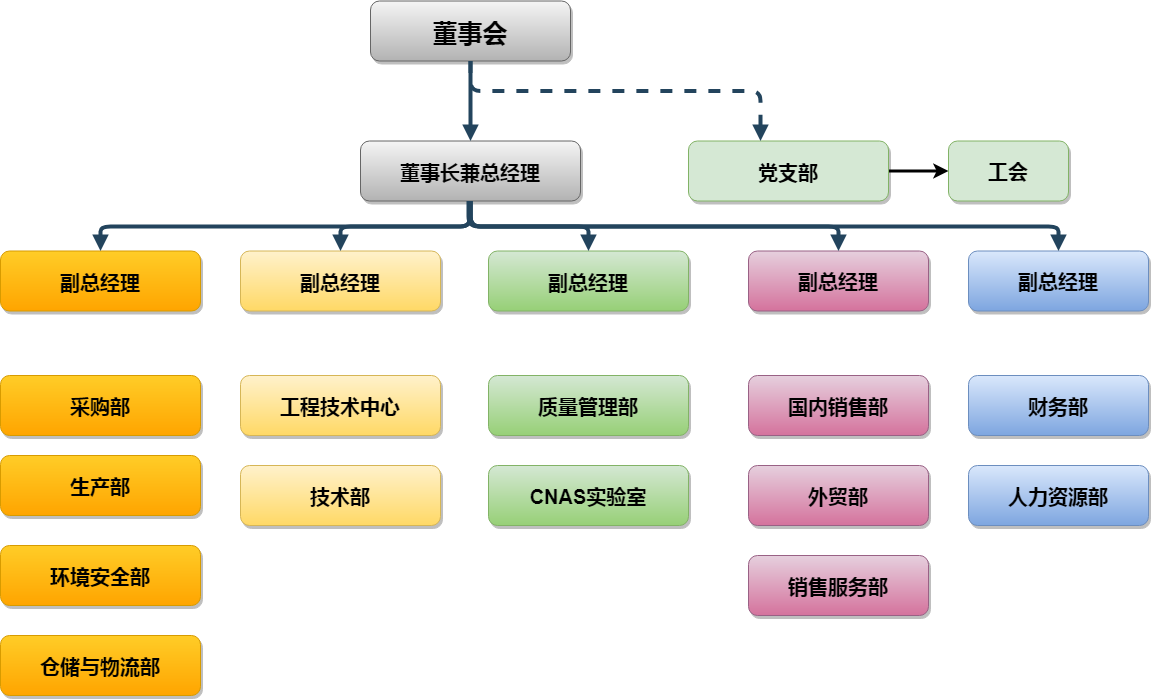 董事会
董事长兼总经理
党支部
工会
副总经理
副总经理
副总经理
副总经理
副总经理
采购部
工程技术中心
质量管理部
国内销售部
财务部
生产部
技术部
CNAS实验室
外贸部
人力资源部
环境安全部
销售服务部
仓储与物流部